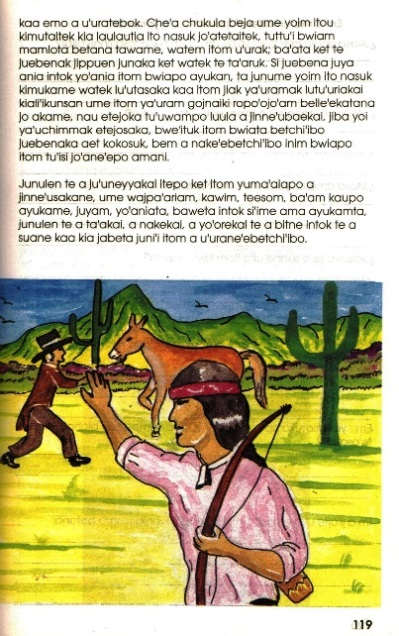 kaa emo a u'uratebok. Che'a chukula beja ume yoim itou
kimutaitek kia laulautia ito nasuk jo'atetaitek, tuttu'i bwiam
mamlota betana tawame, watem itom u'urak; ba'ata ket te
juebenak jippuen junaka ket watek te ta'aruk. Si juebena juya
ania intok yo'ania itom bwiapo ayukan, ta junume yoim ito nasuk
kimukame watek lu'utasaka kaa itom jiak ya'uramak lutu'uriakai
kiali'ikunsan ume itom ya'uram gojnaiki ropo'ojo'am belle'ekatana
jo akame, nau etejoka tu'uwampo luula a jinne'ubaekai, jiba yoi
ya'uchimmak etejosaka, bwe'ituk itom bwiata betchi'ibo
juebenaka aet kokosuk, bem a nake'ebetchi'ibo inim bwiapo
itom tu'isi jo'ane'epo amani.
Junulen te a ju'uneyyakai itepo ket itom yuma'alapo a
jinne'usakane, ume wajpa'ariam, kawim, teesom, ba'am kaupo
ayukame, juyam, yo'aniata, baweta intok si'ime ama ayukamta,
junulen te a ta'akai, a nakekai, a yo'orekai te a bitne intok te a
suane kaa kia jabeta juni'i itom a u'urane'ebetchi'ibo.
119